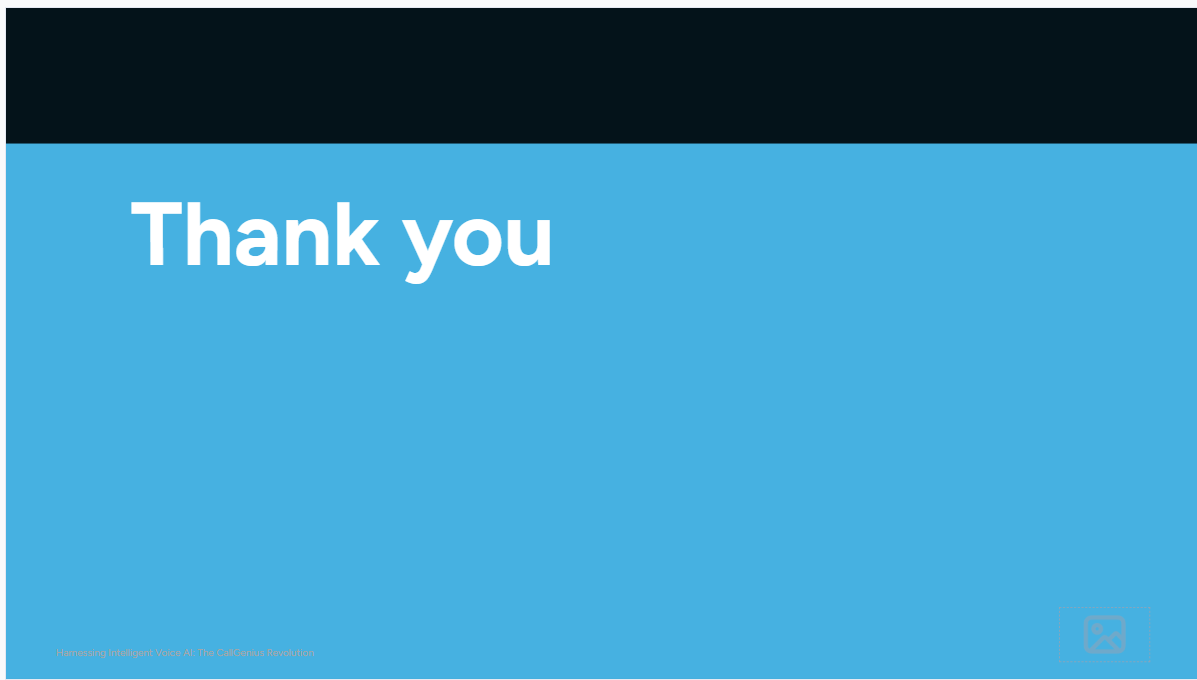 Thank you
Harnessing Intelligent Voice AI: The CallGenius Revolution